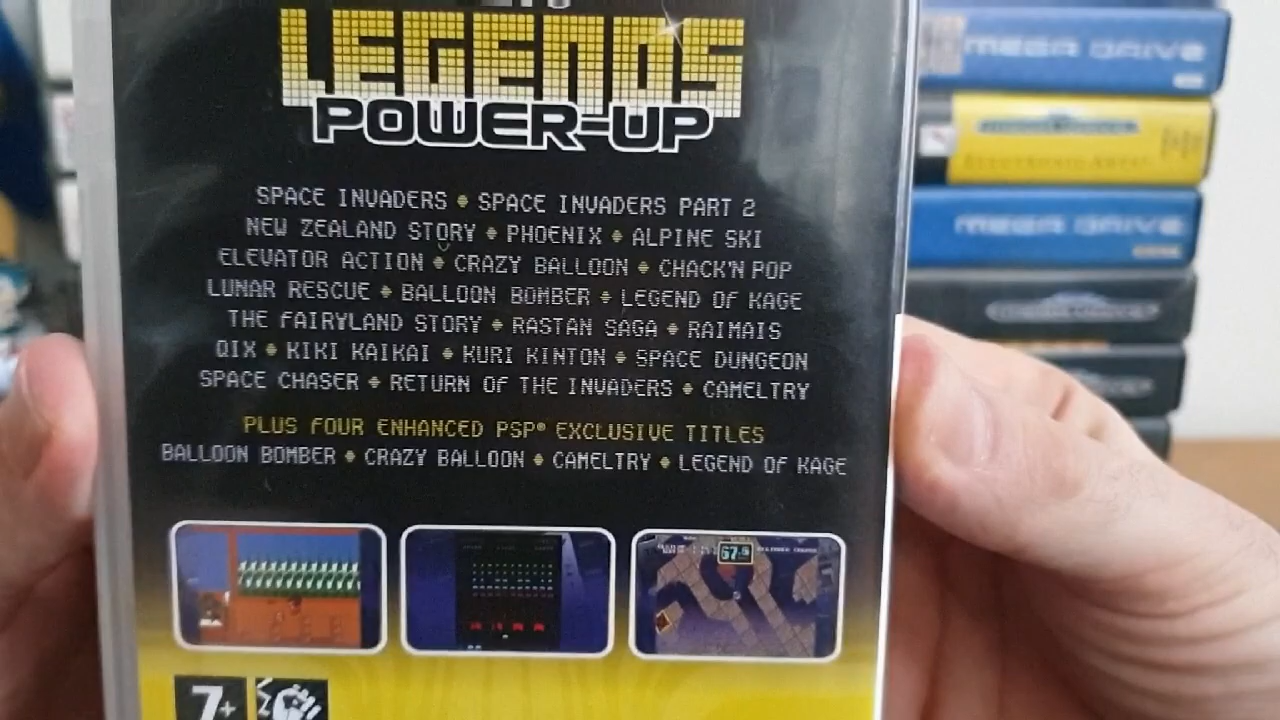 LEGENDS
POWER-UP
SPACE INVADERS • SPACE INVADERS PART 2
NEW ZEALAND STORY • PHOENIX • ALPINE SKI
ELEVATOR ACTION • CRAZY BALLOON • CHACK'N POP
LUNAR RESCUE • BALLOON BOMBER • LEGEND OF KAGE
THE FAIRYLAND STORY • RASTAN SAGA • RAIMAIS
QIX • KIKI KAIKAI • KURI KINTON • SPACE DUNGEON
SPACE CHASER • RETURN OF THE INVADERS • CAMELTRY
PLUS FOUR ENHANCED PSP® EXCLUSIVE TITLES
BALLOON BOMBER • CRAZY BALLOON • CAMELTRY • LEGEND OF KAGE
7+
MEGA DRIVE
MEGA DRIVE